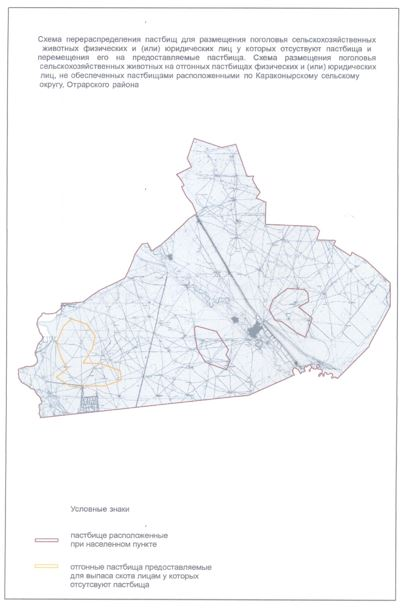 Схема перераспределения пастбищ для размещения поголовья сельскохозяйственных
животных физических и (или) юридических лиц у которых отсуствуют пастбища и
перемещения его на предоставляемые пастбища. Схема размещения поголовья
сельскохозяйственных животных на отгонных пастбищах физических и (или) юридических
лиц, не обеспеченных пастбищами расположенными по Караконырскому сельскому
округу, Отрарского района
Условные знаки
пастбище расположенные
при населенном пункте
отгонные пастбища предоставляемые
для выпаса скота лицам у которых
отсутсвуют пастбища